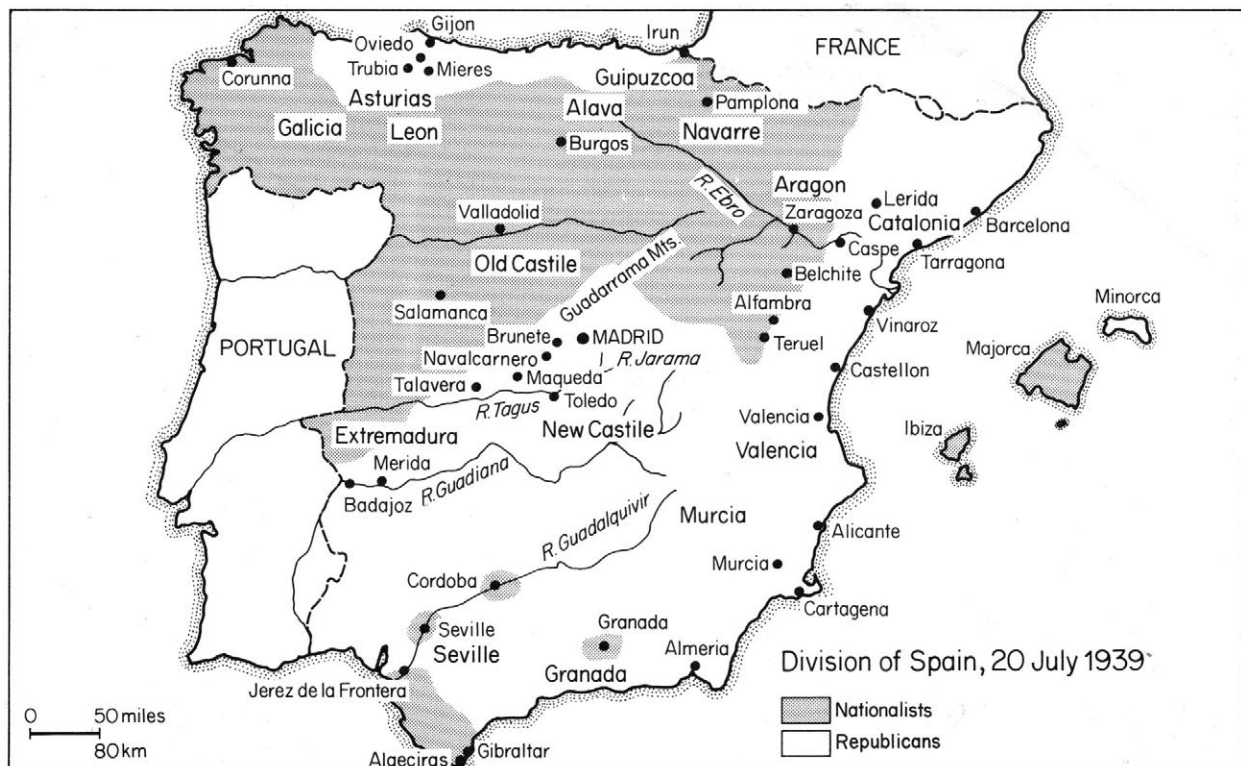 Gijon
Oviedo
Irun
FRANCE
Corunna
Trubia
Mieres
Guipuzcoa
Asturias
Alava
Pamplona
Galicia
Leon
Navarre
Burgos
R. Ebro
Aragon
Lerida
Valladolid
Zaragoza
Catalonia
Barcelona
Caspe
Tarragona
Old Castile
Guadarrama Mts.
Belchite
Salamanca
Alfambra
Minorca
Vinaroz
Brunete
MADRID
PORTUGAL
Teruel
Majorca
Navalcarnero
R. Jarama
Castellon
Talavera
Maqueda
R. Tagus
Toledo
Valencia
Ibiza
Extremadura
New Castile
Valencia
Merida
Badajoz
R. Guadiana
R. Guadalquivir
Murcia
Alicante
Murcia
Cordoba
Cartagena
Seville
Granada
Seville
Almeria
Granada
Jerez de la Frontera
Division of Spain, 20 July 1939
0 50 miles
80 km
Nationalists
Republicans
Gibraltar
Algeciras